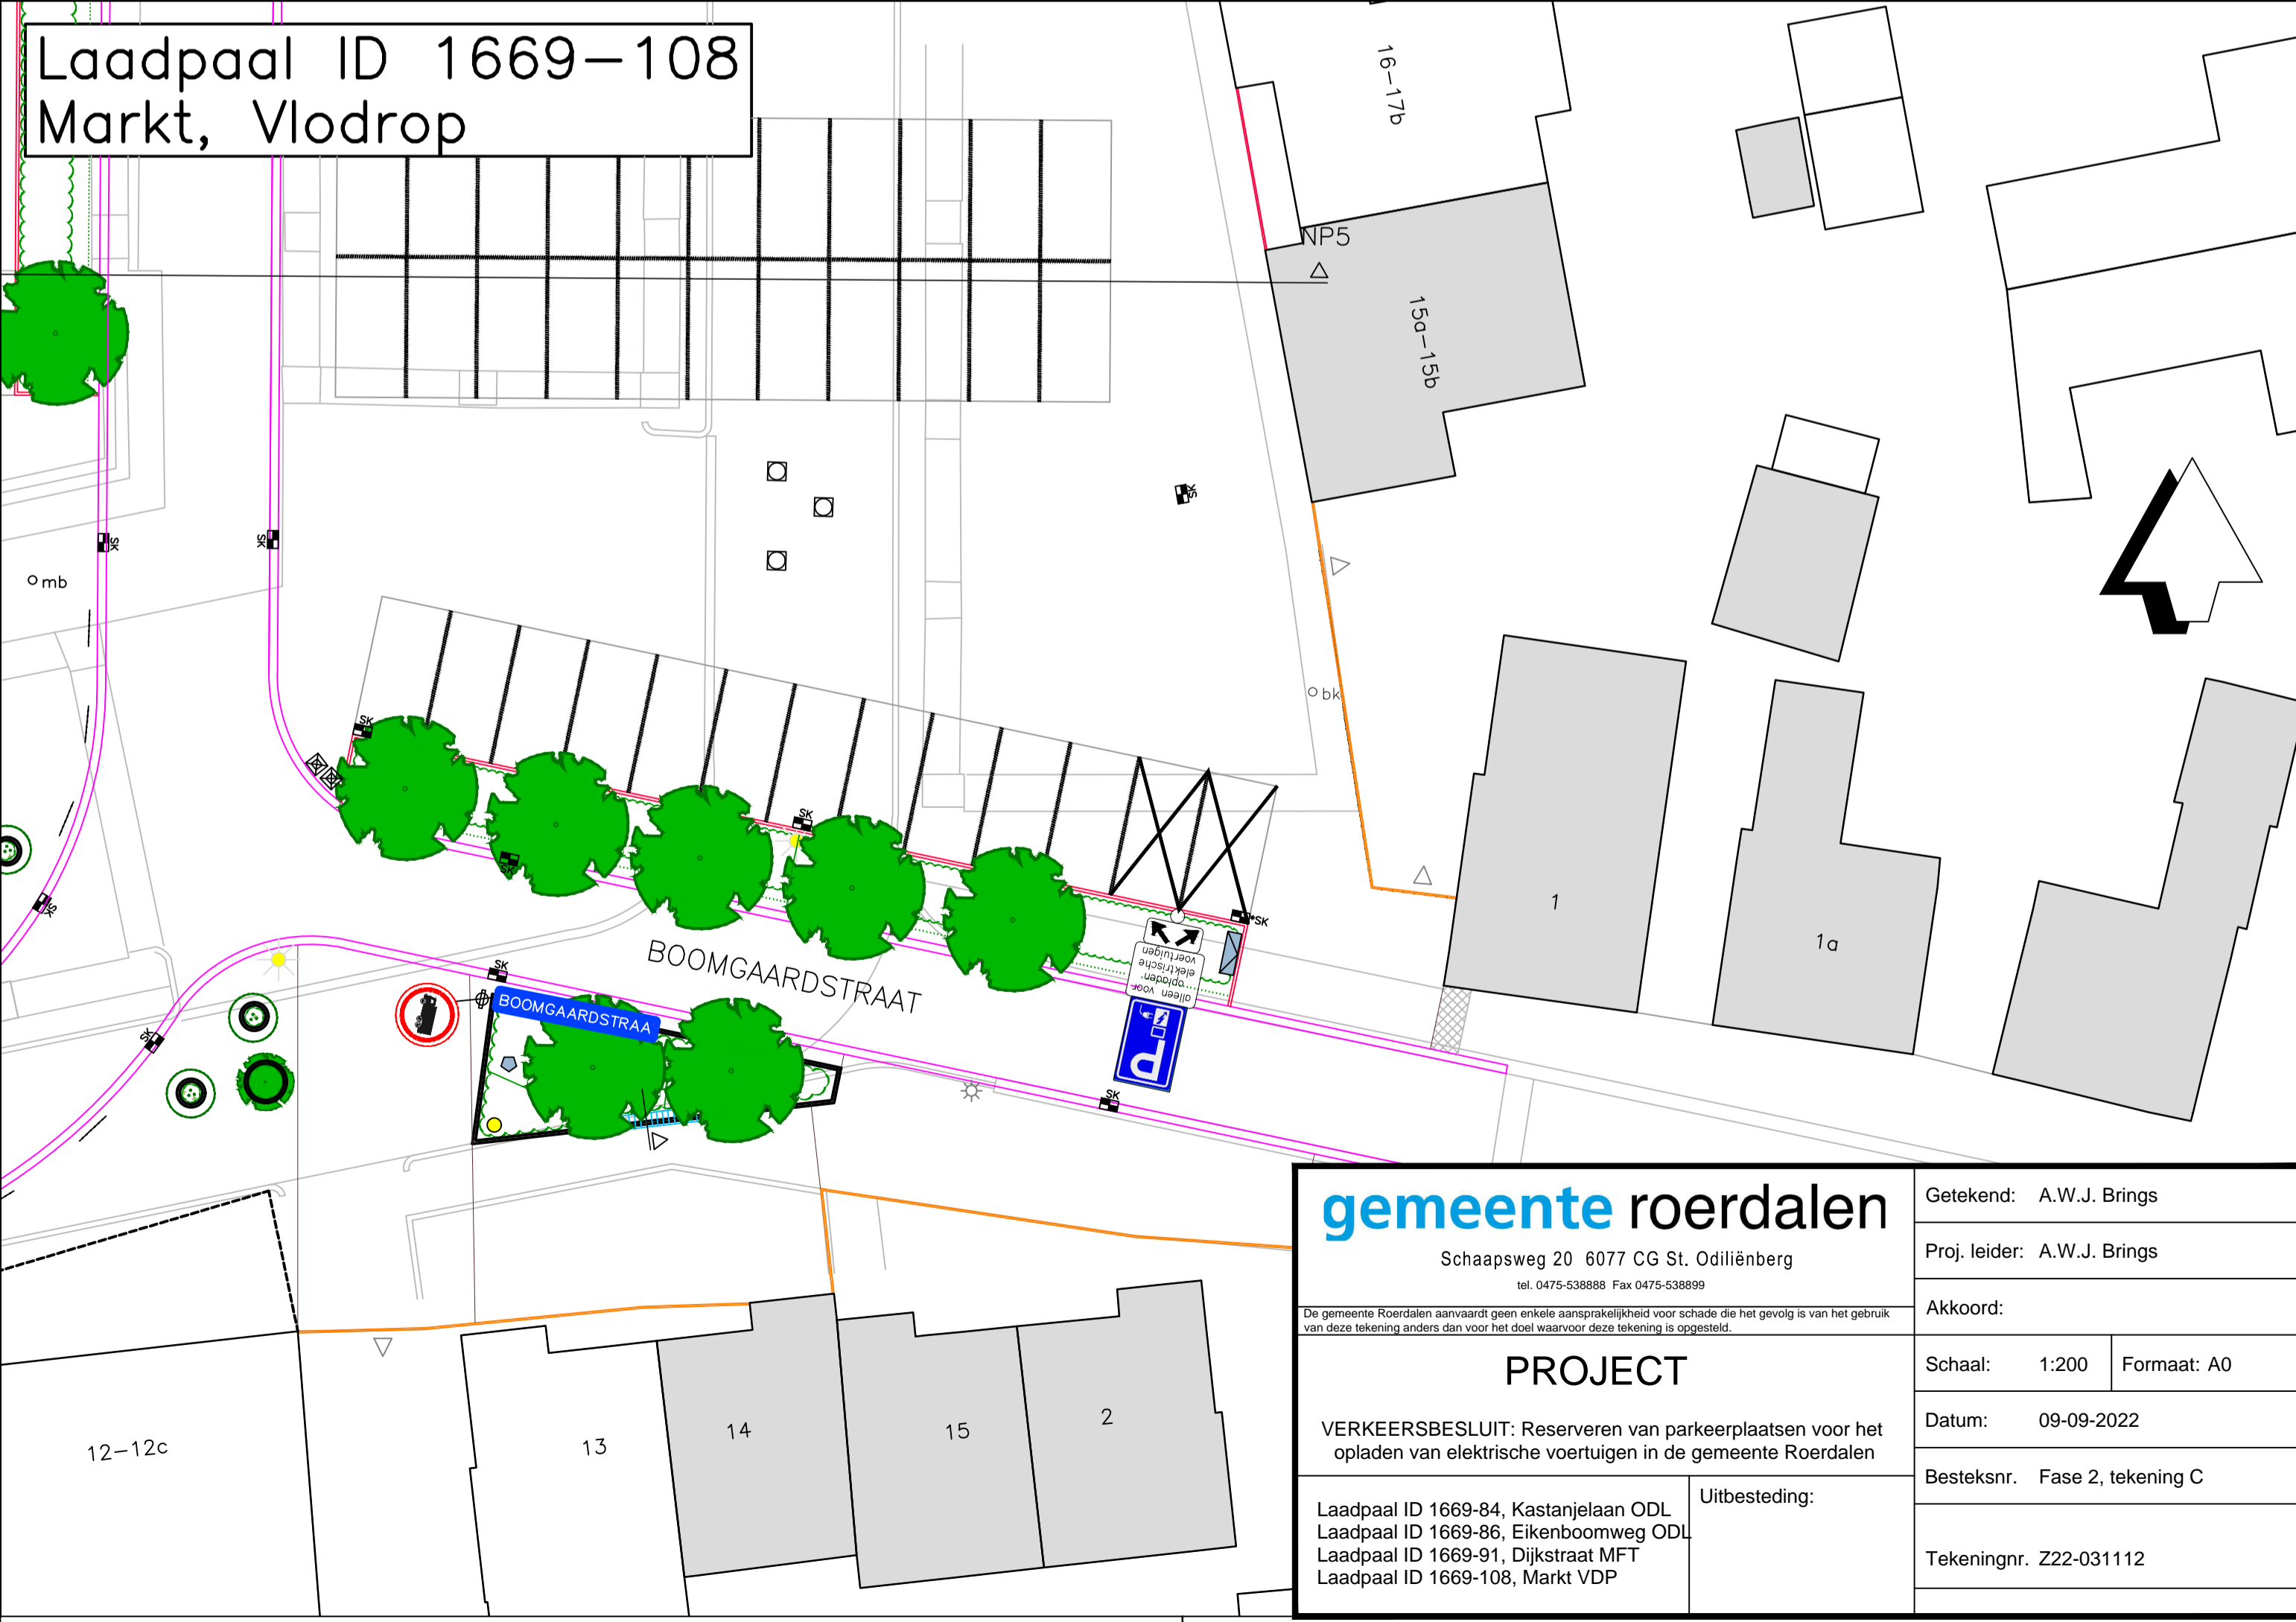 Laadpaal ID 1669-108
Markt, Vlodrop
16-17b
NP5
15a-15b
SK
SK
SK
mb
bk
SK
SK
SK
SK
SK
SK
SK
SK
SK
1
1a
BOOMGAARDSTRAAT
BOOMGAARDSTRAA
alleen voor
opladen
elektrische
voertuigen
P
12-12c
13
14
15
2
gemeente roerdalen
Schaapsweg 20 6077 CG St. Odiliënberg
tel. 0475-538888 Fax 0475-538899
De gemeente Roerdalen aanvaardt geen enkele aansprakelijkheid voor schade die het gevolg is van het gebruik
van deze tekening anders dan voor het doel waarvoor deze tekening is opgesteld.
PROJECT
VERKEERSBESLUIT: Reserveren van parkeerplaatsen voor het
opladen van elektrische voertuigen in de gemeente Roerdalen
Laadpaal ID 1669-84, Kastanjelaan ODL
Laadpaal ID 1669-86, Eikenboomweg ODL
Laadpaal ID 1669-91, Dijkstraat MFT
Laadpaal ID 1669-108, Markt VDP
Uitbesteding:
Getekend: A.W.J. Brings
Proj. leider: A.W.J. Brings
Akkoord:
Schaal: 1:200 Formaat: A0
Datum: 09-09-2022
Besteksnr. Fase 2, tekening C
Tekeningnr. Z22-031112